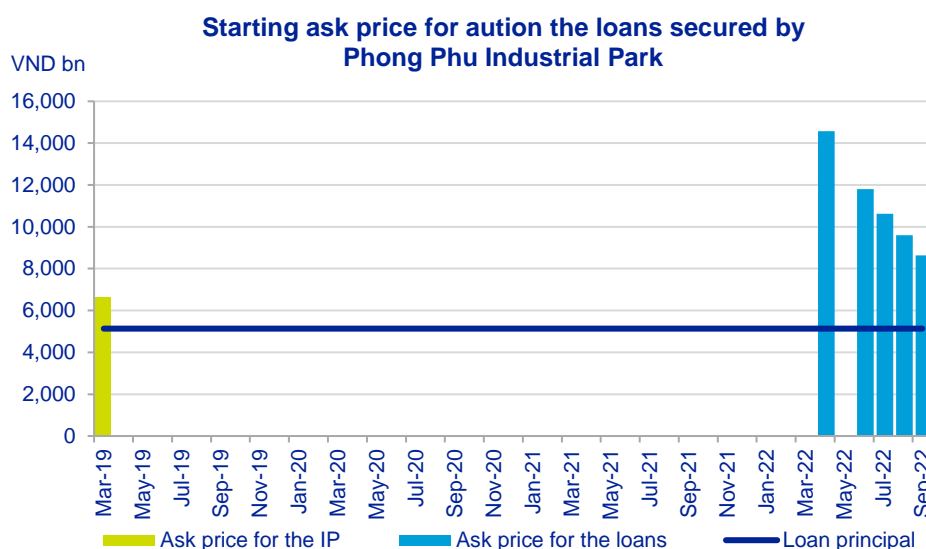 Starting ask price for aution the loans secured by
Phong Phu Industrial Park
VND bn
16,000
14,000
12,000
10,000
8,000
6,000
4,000
2,000
0
Mar-19
May-19
Jul-19
Sep-19
Nov-19
Jan-20
Mar-20
May-20
Jul-20
Sep-20
Nov-20
Jan-21
Mar-21
May-21
Jul-21
Sep-21
Nov-21
Jan-22
Mar-22
May-22
Jul-22
Sep-22
Ask price for the IP
Ask price for the loans
Loan principal